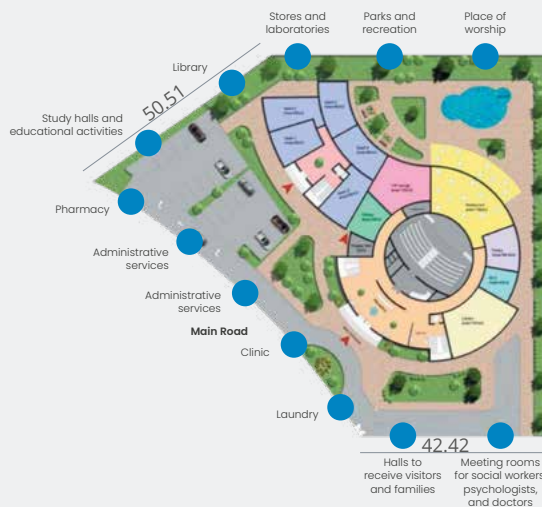 Stores and
laboratories
Parks and
recreation
Place of
worship
Library
50.51
Study halls and
educational activities
Pharmacy
Administrative
services
Administrative
services
Main Road
Clinic
Laundry
42.42
Halls to
receive visitors
and families
Meeting rooms
for social workers,
psychologists,
and doctors